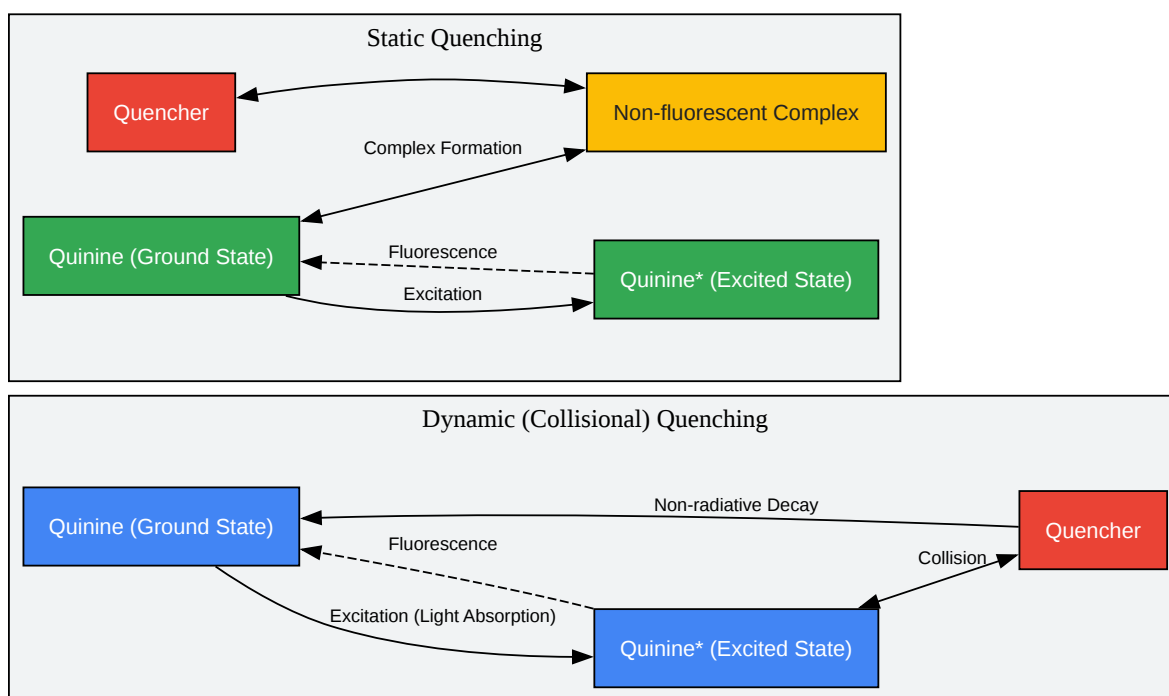 Static Quenching
Quencher
Non-fluorescent Complex
Complex Formation
Quinine (Ground State)
Fluorescence
Quinine* (Excited State)
Excitation
Dynamic (Collisional) Quenching
Quinine (Ground State)
Non-radiative Decay
Quencher
Fluorescence
Collision
Excitation (Light Absorption)
Quinine* (Excited State)